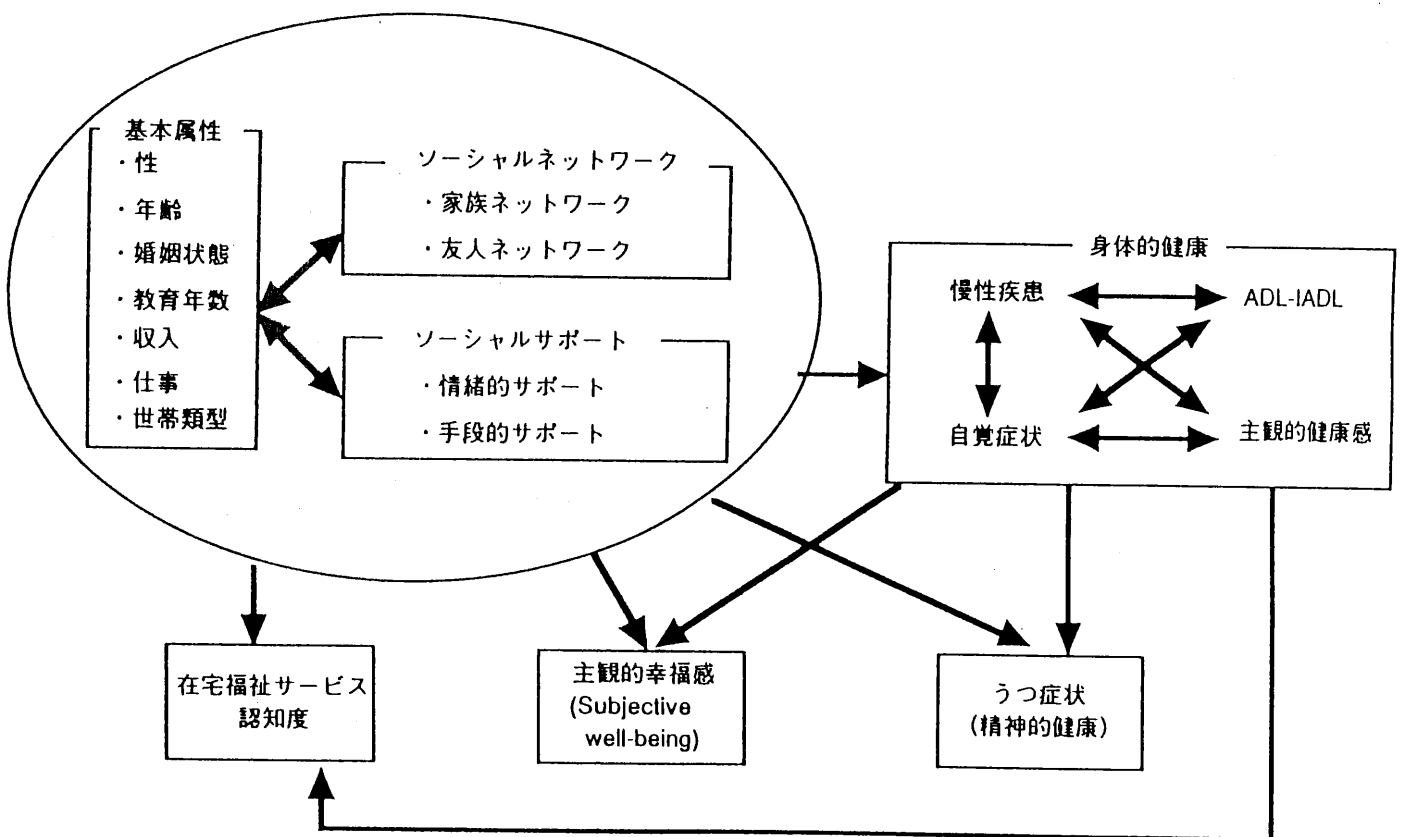 基本属性
・性
・年齢
・婚姻状態
・教育年数
・収入
・仕事
・世帯類型
ソーシャルネットワーク
・家族ネットワーク
・友人ネットワーク
ソーシャルサポート
・情緒的サポート
・手段的サポート
身体的健康
慢性疾患
ADL-IADL
自覚症状
主観的健康感
在宅福祉サービス
認知度
主観的幸福感
(Subjective
well-being)
うつ症状
(精神的健康)